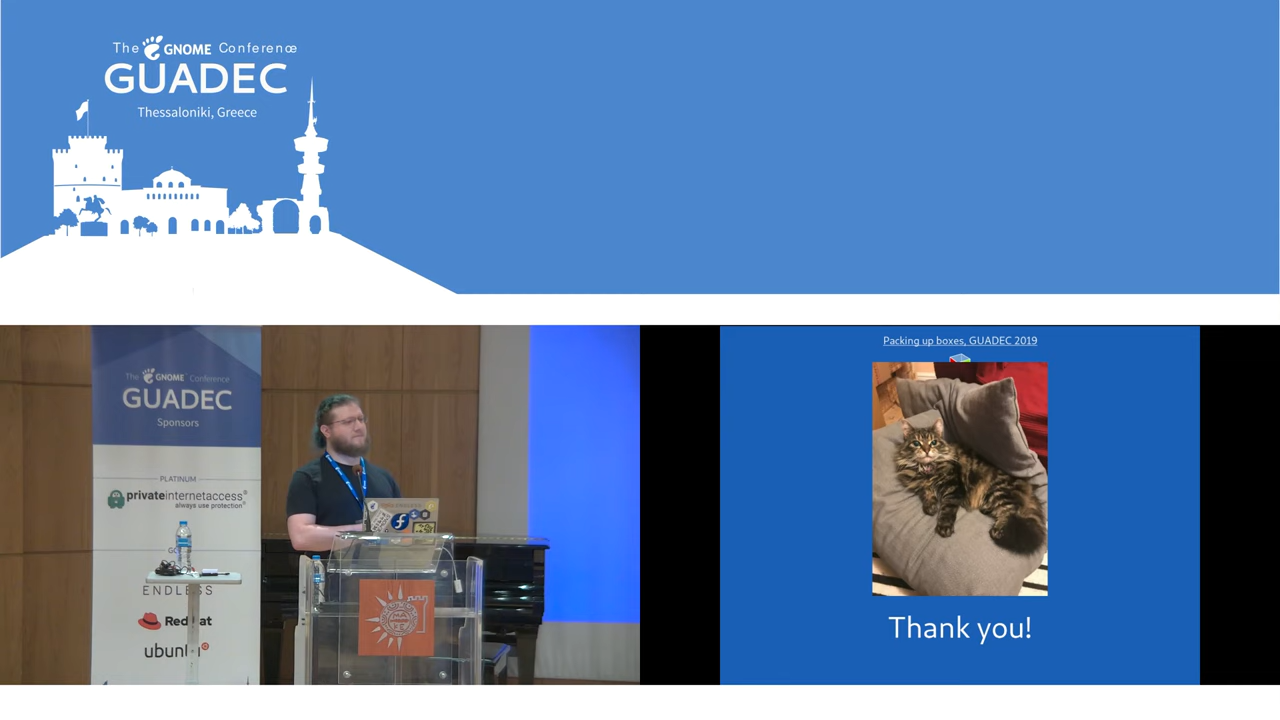 The GNOME Conference
GUADEC
Thessaloniki, Greece
The GNOME Conference
GUADEC
Sponsors
PLATINUM
privateinternetaccess®
always use protection®
ENDLESS
Red Hat
ubuntu
Packing up boxes, GUADEC 2019
Thank you!